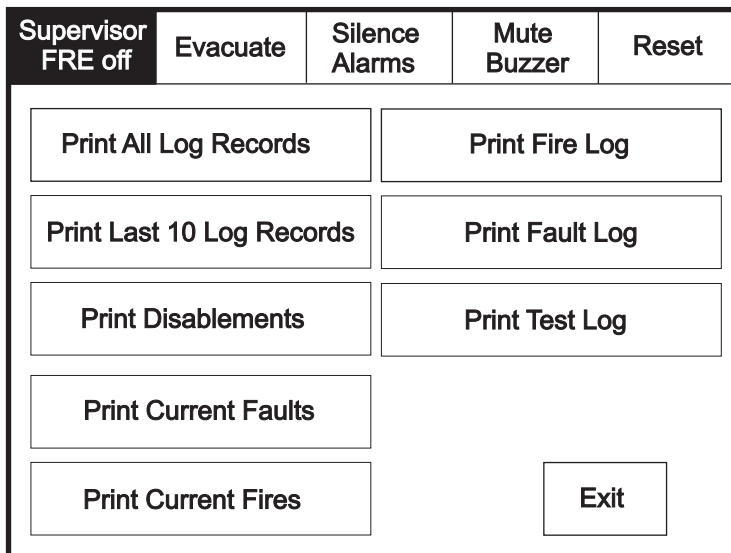 Supervisor
FRE off
Evacuate
Silence
Alarms
Mute
Buzzer
Reset
Print All Log Records
Print Fire Log
Print Last 10 Log Records
Print Fault Log
Print Disablements
Print Test Log
Print Current Faults
Print Current Fires
Exit